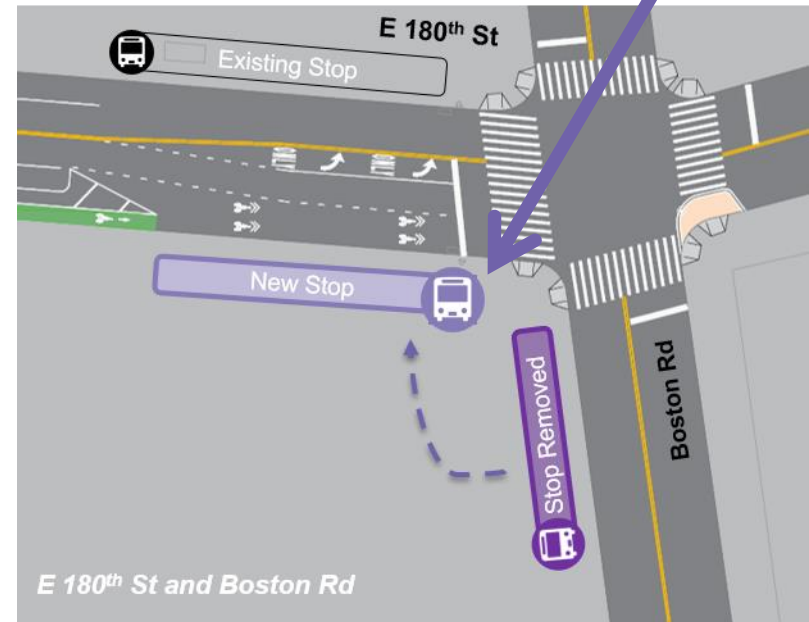 E 180th St
Existing Stop
New Stop
Stop Removed
Boston Rd
E 180th St and Boston Rd